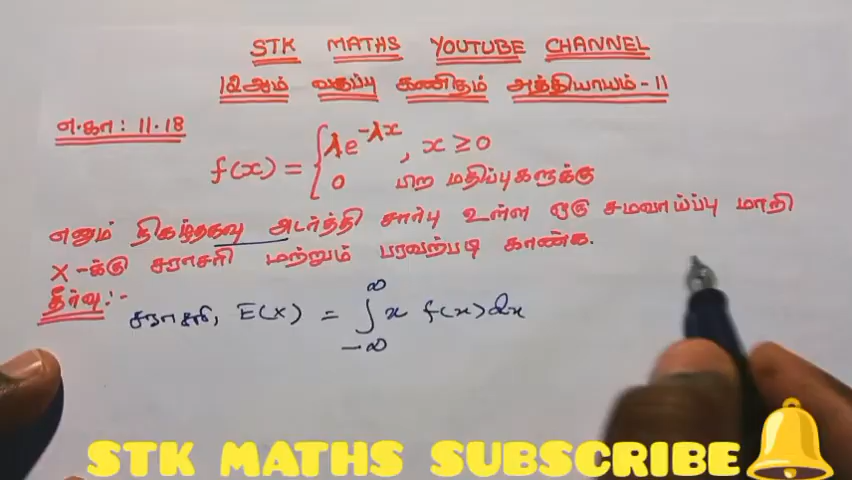 STK MATHS YOUTUBE CHANNEL
12ஆம் வகுப்பு கணிதம் அத்தியாயம் - 11
எ.கா : 11.18
f(x) = { λe^{-λx}, x ≥ 0
0 பிற மதிப்புகளுக்கு
எனும் நிகழ்தகவு அடர்த்தி சார்பு உள்ள ஒரு சமவாய்ப்பு மாறி
X-க்கு சராசரி மற்றும் பரவற்படி காண்க.
தீர்வு :-
சராசரி, E(X) = ∫_{-∞}^{∞} x f(x) dx
STK MATHS SUBSCRIBE